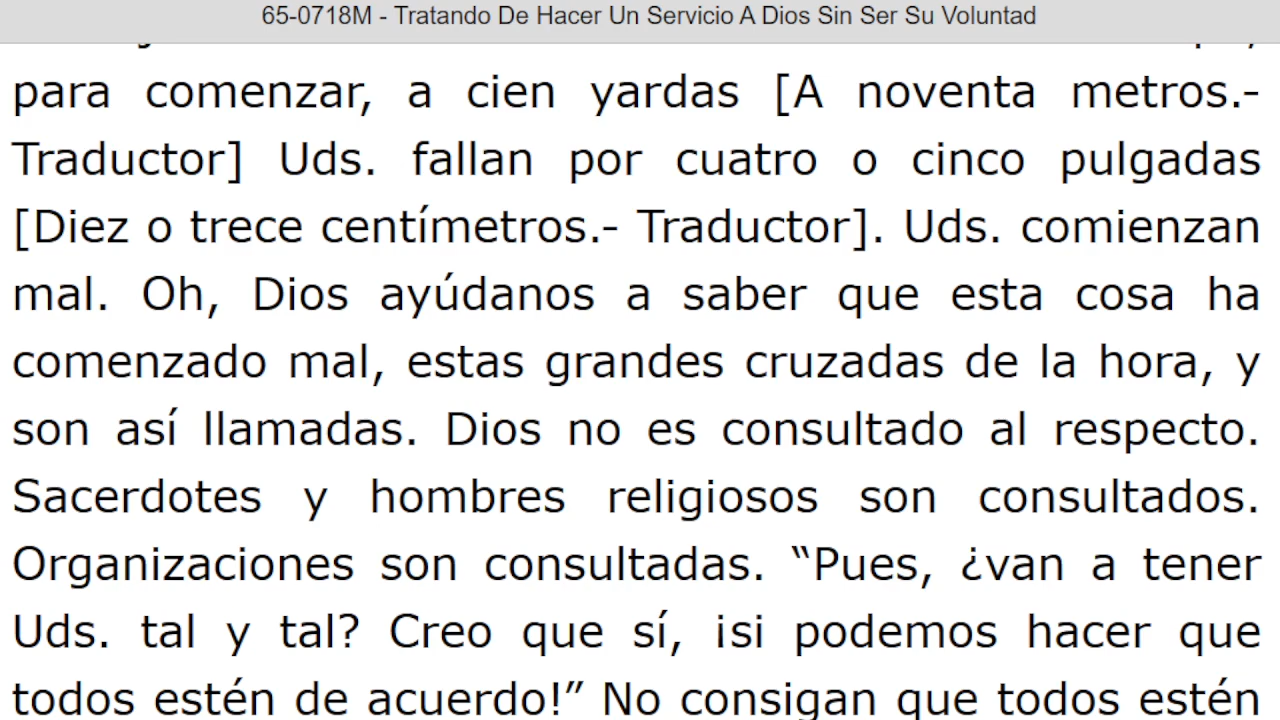 65-0718M - Tratando De Hacer Un Servicio A Dios Sin Ser Su Voluntad
para comenzar, a cien yardas [A noventa metros.-
Traductor] Uds. fallan por cuatro o cinco pulgadas
[Diez o trece centímetros.- Traductor]. Uds. comienzan
mal. Oh, Dios ayúdanos a saber que esta cosa ha
comenzado mal, estas grandes cruzadas de la hora, y
son así llamadas. Dios no es consultado al respecto.
Sacerdotes y hombres religiosos son consultados.
Organizaciones son consultadas. “Pues, ¿van a tener
Uds. tal y tal? Creo que sí, ¡si podemos hacer que
todos estén de acuerdo!” No consigan que todos estén